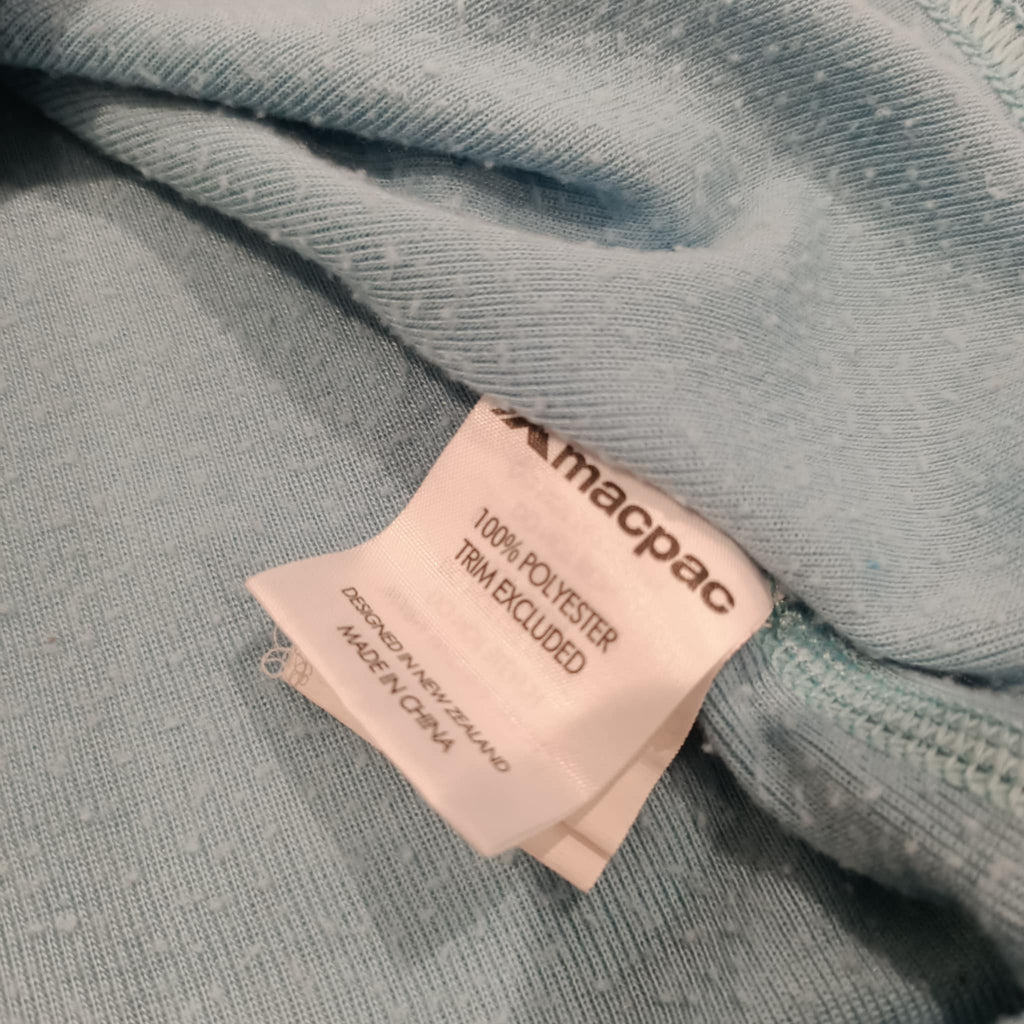 macpac
100% POLYESTER
TRIM EXCLUDED
DESIGNED IN NEW ZEALAND
MADE IN CHINA